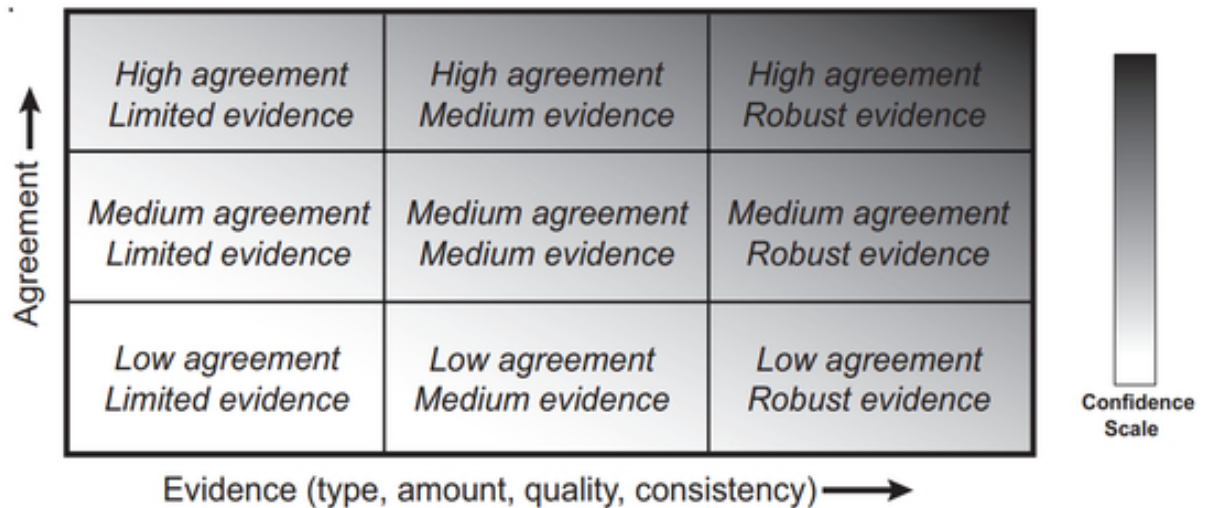 High agreement
Limited evidence
High agreement
Medium evidence
High agreement
Robust evidence
Medium agreement
Limited evidence
Medium agreement
Medium evidence
Medium agreement
Robust evidence
Low agreement
Limited evidence
Low agreement
Medium evidence
Low agreement
Robust evidence
Agreement
Evidence (type, amount, quality, consistency)
Confidence
Scale